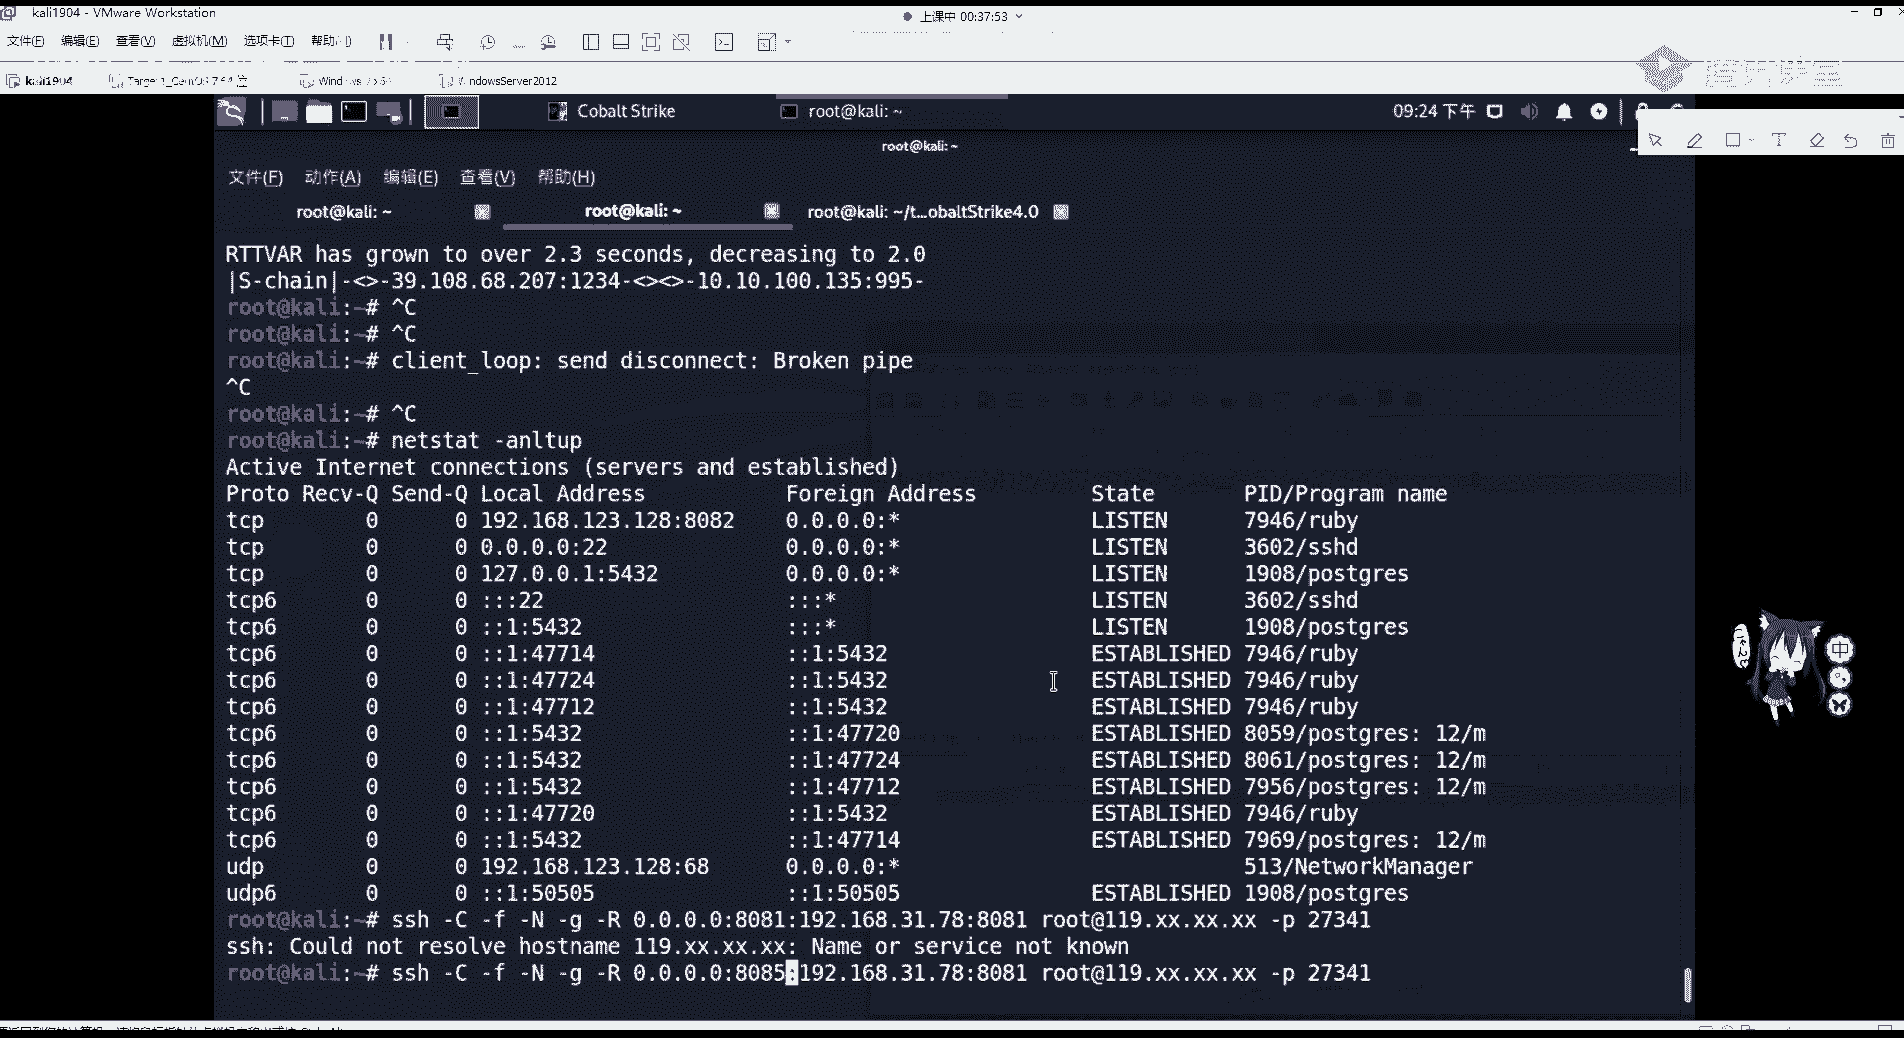 kali1904 - VMware Workstation
上课中 00:37:53
文件(F) 编辑(E) 查看(V) 虚拟机(M) 选项卡(T) 帮助
kali1904
ndowsServer2012
Cobalt Strike
root@kali: ~
09:24 下午
root@kali: ~
文件(F) 动作(A) 编辑(E) 查看(V) 帮助(H)
root@kali: ~ root@kali: ~ root@kali: ~/t...obaltStrike4.0
RTTVAR has grown to over 2.3 seconds, decreasing to 2.0
|S-chain|-<>-39.108.68.207:1234-<><>-10.10.100.135:995-
root@kali:~# ^C
root@kali:~# ^C
root@kali:~# client_loop: send disconnect: Broken pipe
^C
root@kali:~# ^C
root@kali:~# netstat -anltup
Active Internet connections (servers and established)
Proto Recv-Q Send-Q Local Address Foreign Address State PID/Program name
tcp 0 0 192.168.123.128:8082 0.0.0.0:* LISTEN 7946/ruby
tcp 0 0 0.0.0.0:22 0.0.0.0:* LISTEN 3602/sshd
tcp 0 0 127.0.0.1:5432 0.0.0.0:* LISTEN 1908/postgres
tcp6 0 0 :::22 :::* LISTEN 3602/sshd
tcp6 0 0 ::1:5432 :::* LISTEN 1908/postgres
tcp6 0 0 ::1:47714 ::1:5432 ESTABLISHED 7946/ruby
tcp6 0 0 ::1:47724 ::1:5432 ESTABLISHED 7946/ruby
tcp6 0 0 ::1:47712 ::1:5432 ESTABLISHED 7946/ruby
tcp6 0 0 ::1:5432 ::1:47720 ESTABLISHED 8059/postgres: 12/m
tcp6 0 0 ::1:5432 ::1:47724 ESTABLISHED 8061/postgres: 12/m
tcp6 0 0 ::1:5432 ::1:47712 ESTABLISHED 7956/postgres: 12/m
tcp6 0 0 ::1:47720 ::1:5432 ESTABLISHED 7946/ruby
tcp6 0 0 ::1:5432 ::1:47714 ESTABLISHED 7969/postgres: 12/m
udp 0 0 192.168.123.128:68 0.0.0.0:* 513/NetworkManager
udp6 0 0 ::1:50505 ::1:50505 ESTABLISHED 1908/postgres
root@kali:~# ssh -C -f -N -g -R 0.0.0.0:8081:192.168.31.78:8081 root@119.xx.xx.xx -p 27341
ssh: Could not resolve hostname 119.xx.xx.xx: Name or service not known
root@kali:~# ssh -C -f -N -g -R 0.0.0.0:8085:192.168.31.78:8081 root@119.xx.xx.xx -p 27341
中